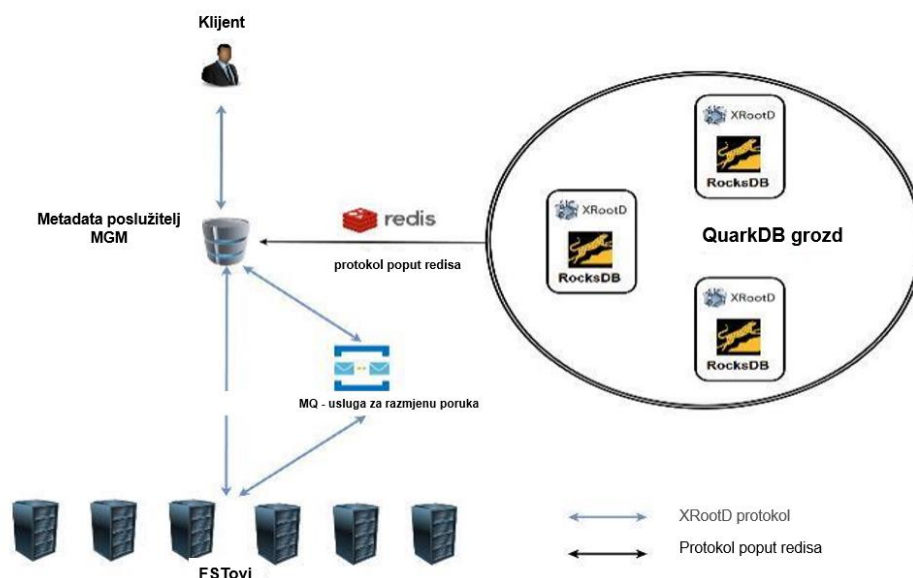 Klijent
Metadata poslužitelj
MGM
redis
protokol poput redisa
XRootD
RocksDB
XRootD
RocksDB
QuarkDB grozd
XRootD
RocksDB
MQ - usluga za razmjenu poruka
FSTovi
XRootD protokol
Protokol poput redisa